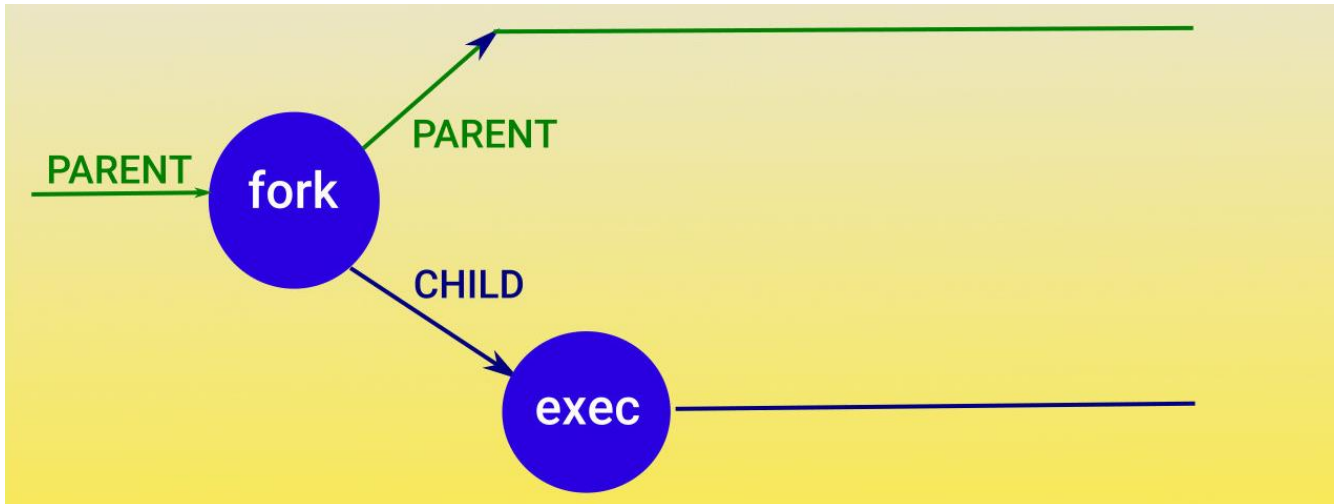 PARENT
fork
PARENT
CHILD
exec